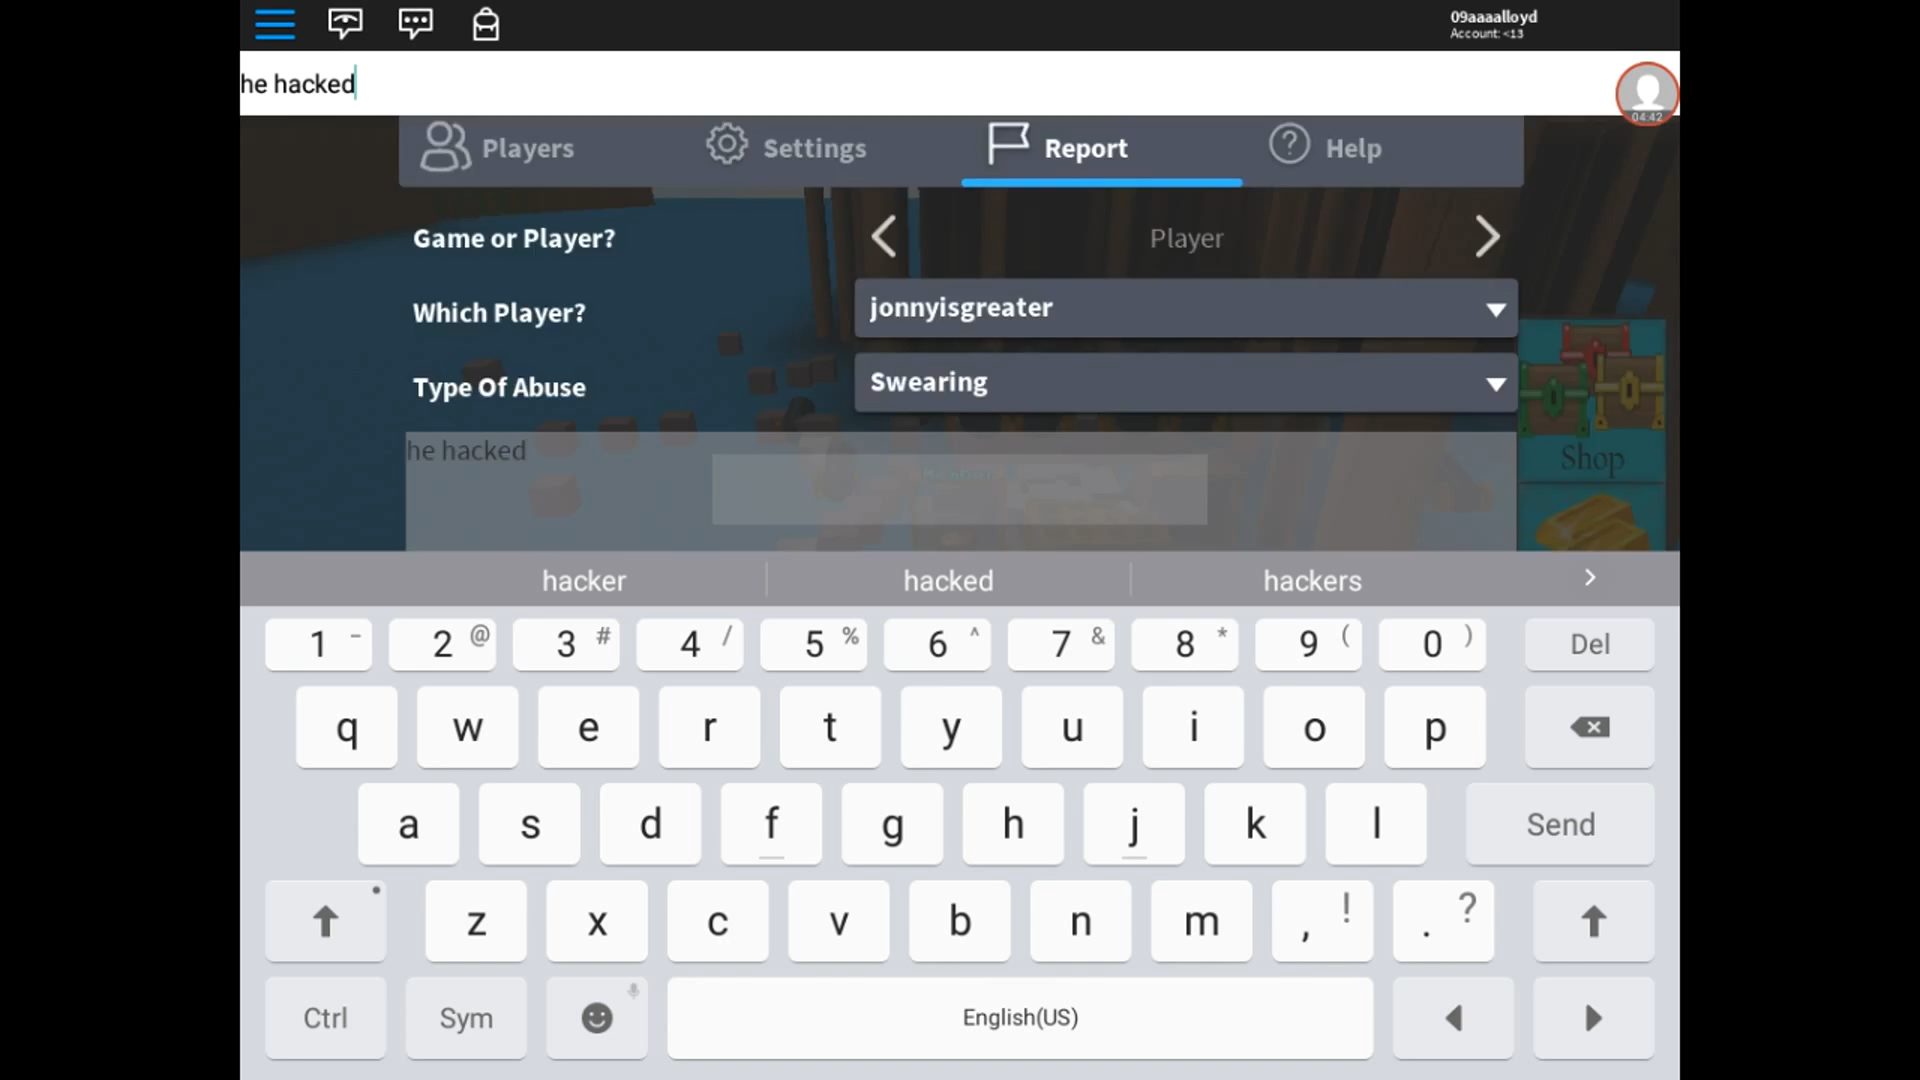 09aaaalloyd
Account: <13
he hacked
04:42
Players
Settings
Report
Help
Game or Player?
Player
Which Player?
jonnyisgreater
Type Of Abuse
Swearing
he hacked
Shop
hacker
hacked
hackers
1 - 2 @ 3 # 4 / 5 % 6 ^ 7 & 8 * 9 ( 0 ) Del
q w e r t y u i o p
a s d f g h j k l Send
z x c v b n m , ! . ?
Ctrl Sym English(US)